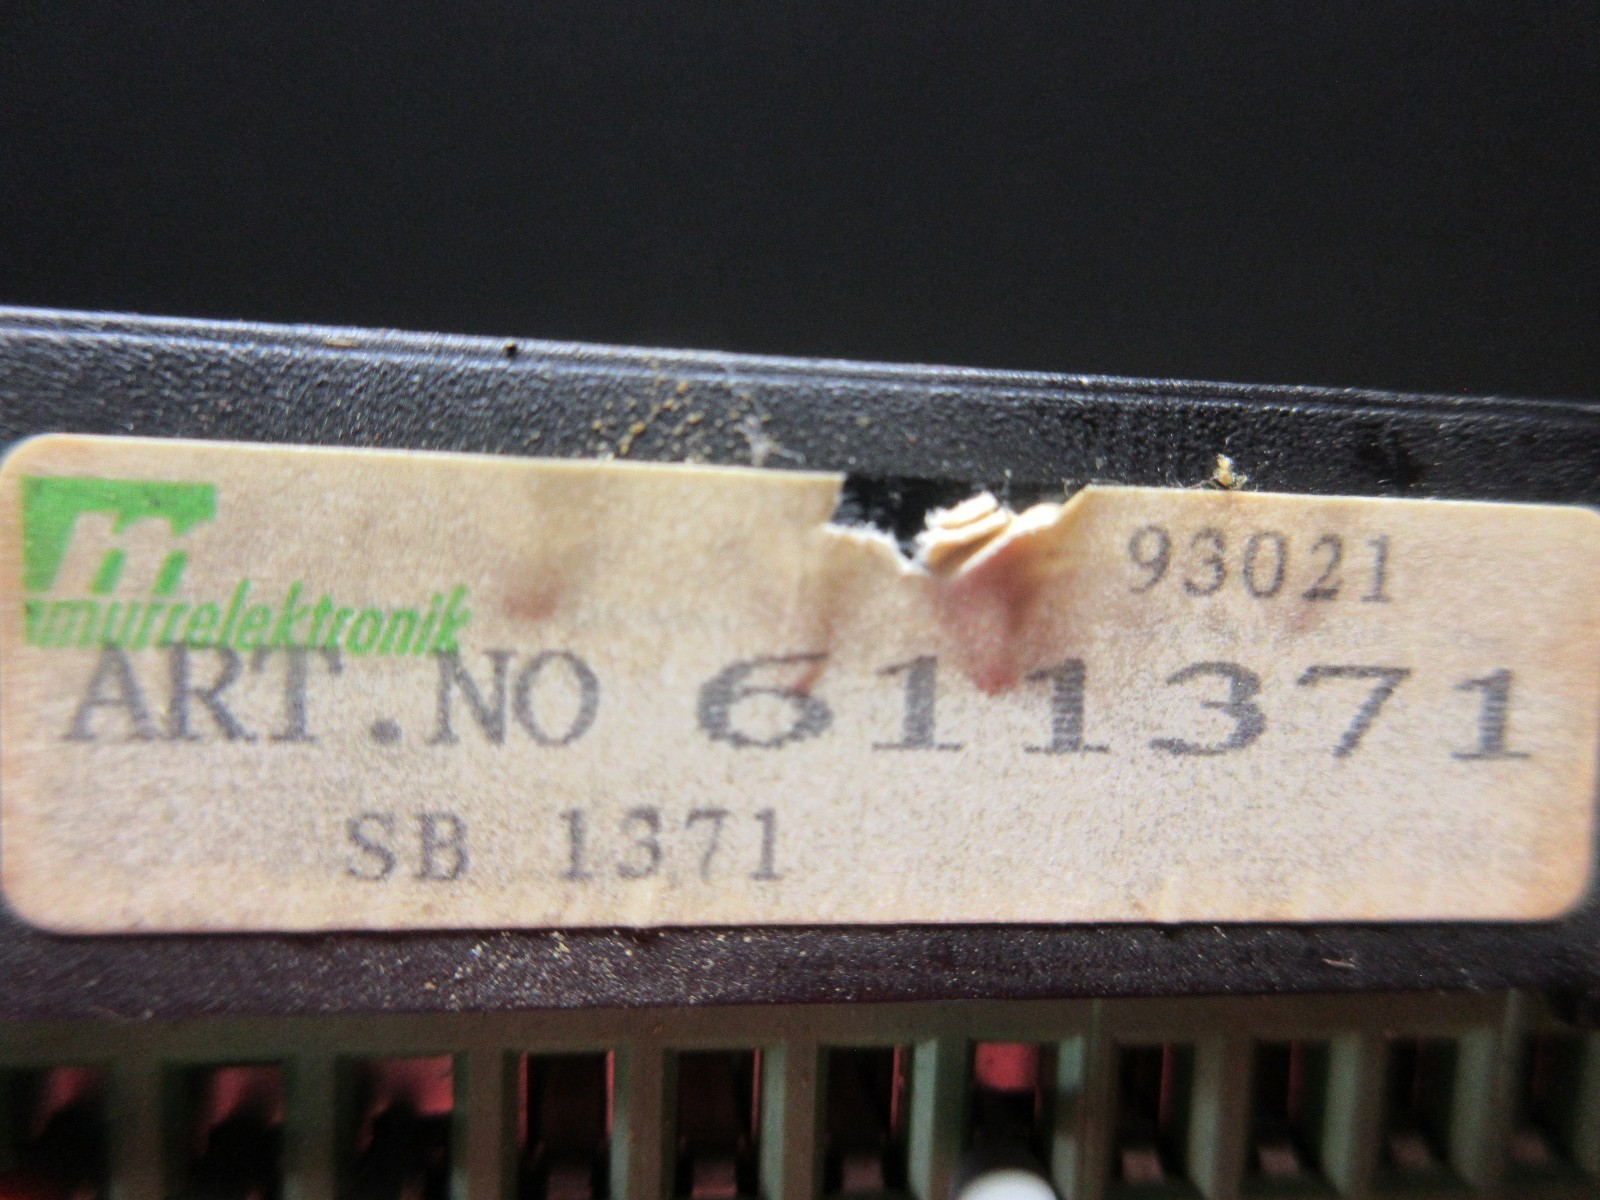 murrelektronik
93021
ART.NO 611371
SB 1371